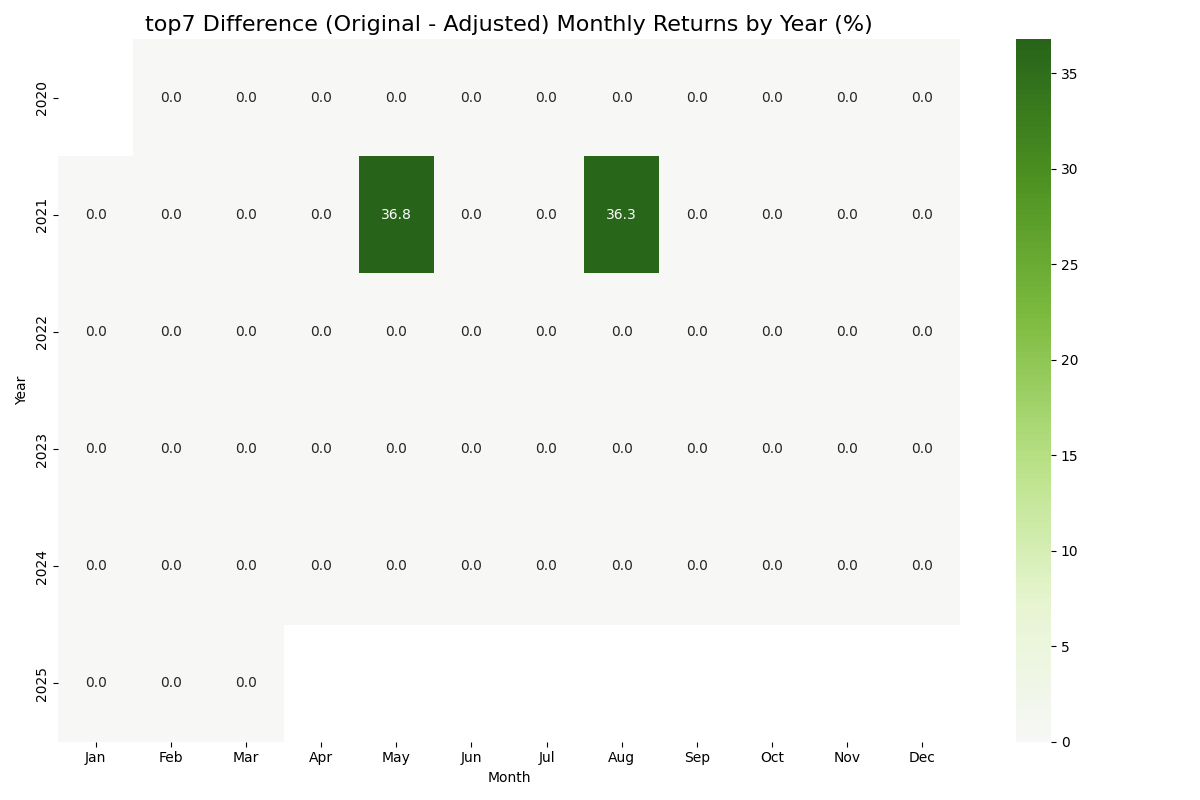 top7 Difference (Original - Adjusted) Monthly Returns by Year (%)
2020 0.0 0.0 0.0 0.0 0.0 0.0 0.0 0.0 0.0 0.0 0.0
2021 0.0 0.0 0.0 0.0 36.8 0.0 0.0 36.3 0.0 0.0 0.0 0.0
2022 0.0 0.0 0.0 0.0 0.0 0.0 0.0 0.0 0.0 0.0 0.0 0.0
Year
2023 0.0 0.0 0.0 0.0 0.0 0.0 0.0 0.0 0.0 0.0 0.0 0.0
2024 0.0 0.0 0.0 0.0 0.0 0.0 0.0 0.0 0.0 0.0 0.0 0.0
2025 0.0 0.0 0.0
Jan Feb Mar Apr May Jun Jul Aug Sep Oct Nov Dec
Month
35
30
25
20
15
10
5
0